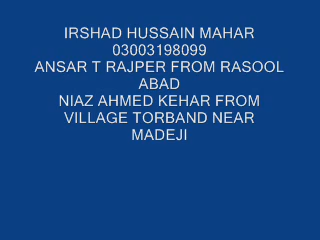 IRSHAD HUSSAIN MAHAR
03003198099
ANSAR T RAJPER FROM RASOOL
ABAD
NIAZ AHMED KEHAR FROM
VILLAGE TORBAND NEAR
MADEJI